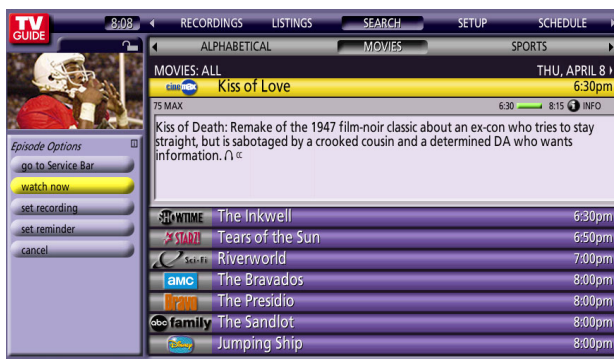 TV GUIDE
8:08
RECORDINGS LISTINGS SEARCH SETUP SCHEDULE
ALPHABETICAL MOVIES SPORTS
MOVIES: ALL THU, APRIL 8
cinemax Kiss of Love 6:30pm
75 MAX 6:30 8:15 i INFO
Kiss of Death: Remake of the 1947 film-noir classic about an ex-con who tries to stay
straight, but is sabotaged by a crooked cousin and a determined DA who wants
information. CC
Episode Options
go to Service Bar
watch now
set recording
set reminder
cancel
SHOWTIME The Inkwell 6:30pm
STARZ! Tears of the Sun 6:50pm
Sci-Fi Riverworld 7:00pm
AMC The Bravados 8:00pm
Bravo The Presidio 8:00pm
abc family The Sandlot 8:00pm
Disney Jumping Ship 8:00pm